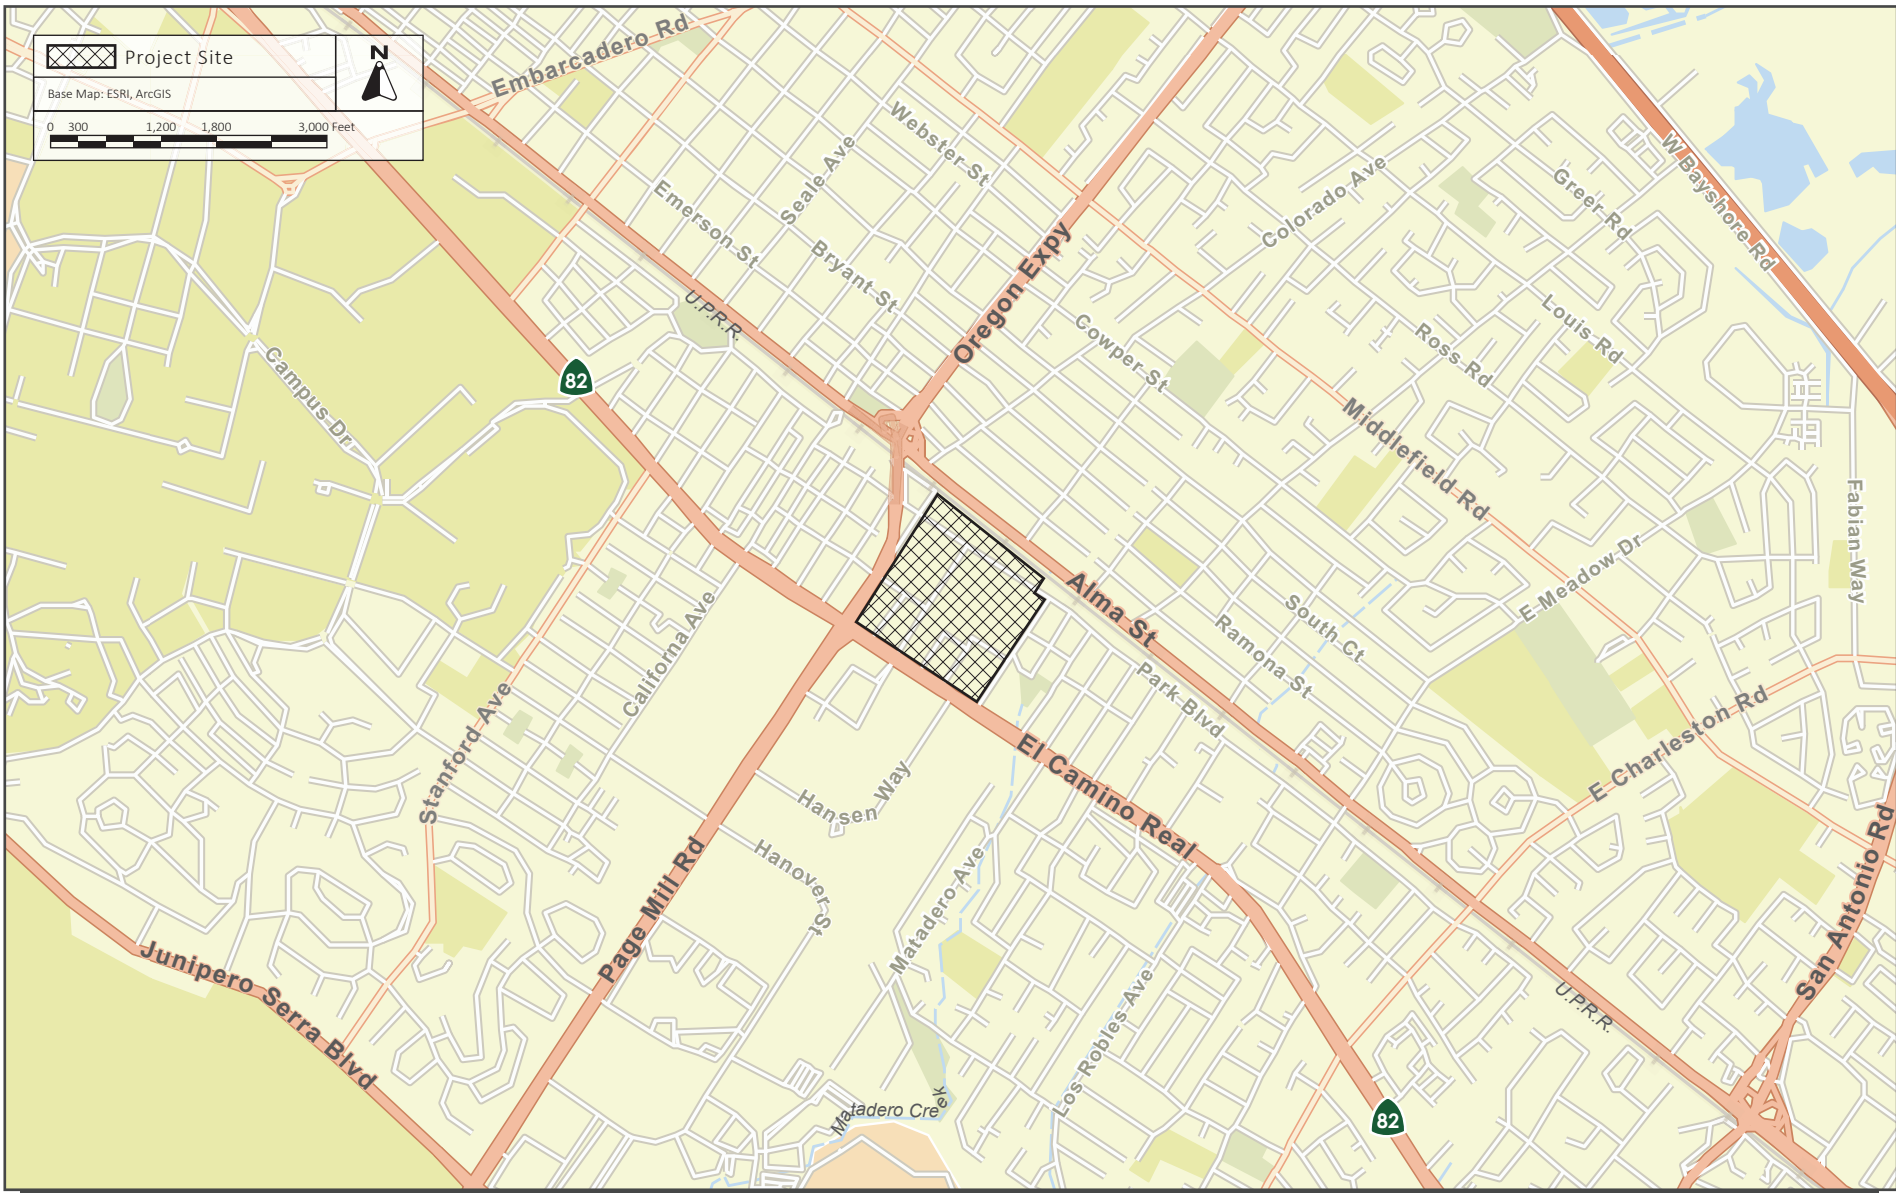 Project Site
N
Base Map: ESRI, ArcGIS
0 300 1,200 1,800 3,000 Feet
Embarcadero Rd
Webster St
Seale Ave
Emerson St
Bryant St
U.P.R.R.
Oregon Expy
Colorado Ave
Greer Rd
W Bayshore Rd
Louis Rd
Ross Rd
Cowper St
Middlefield Rd
Campus Dr
82
Fabian Way
E Meadow Dr
Alma St
South Ct
Ramona St
Park Blvd
Californa Ave
Stanford Ave
E Charleston Rd
El Camino Real
Hansen Way
Hanover St
Page Mill Rd
Matadero Ave
San Antonio Rd
Junipero Serra Blvd
Los Robles Ave
U.P.R.R.
Matadero Creek
82